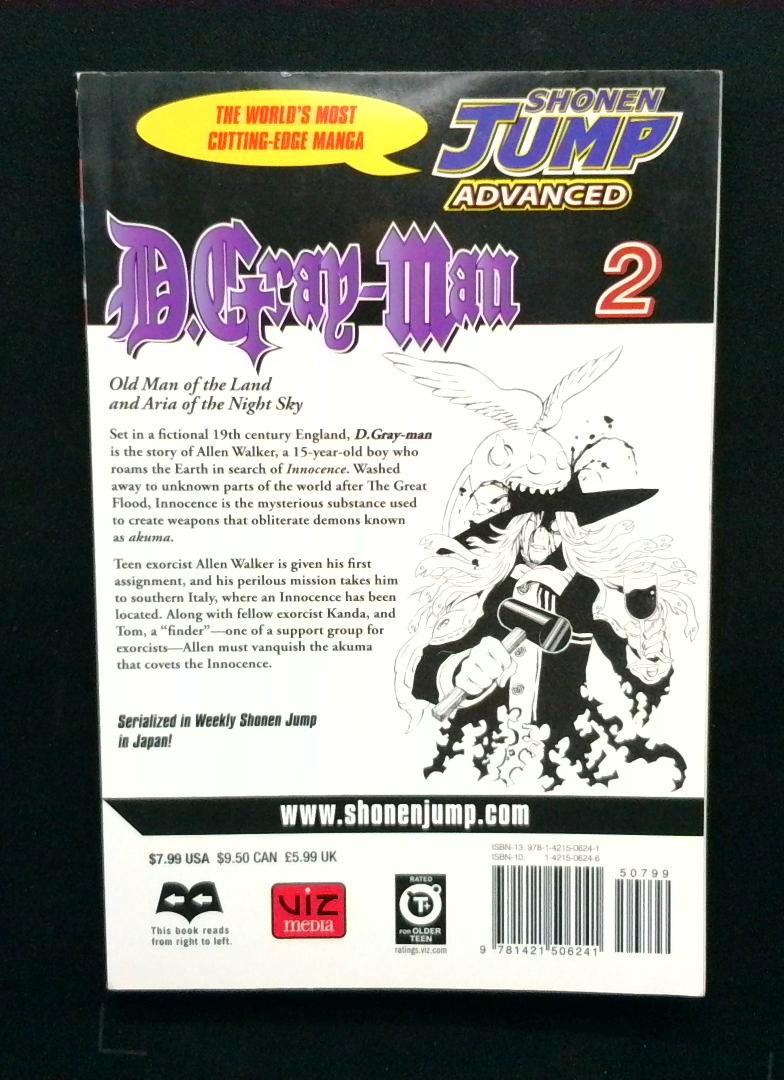 THE WORLD'S MOST
CUTTING-EDGE MANGA
SHONEN
JUMP
ADVANCED
D.Gray-Man
2
Old Man of the Land
and Aria of the Night Sky
Set in a fictional 19th century England, D.Gray-man
is the story of Allen Walker, a 15-year-old boy who
roams the Earth in search of Innocence. Washed
away to unknown parts of the world after The Great
Flood, Innocence is the mysterious substance used
to create weapons that obliterate demons known
as akuma.
Teen exorcist Allen Walker is given his first
assignment, and his perilous mission takes him
to southern Italy, where an Innocence has been
located. Along with fellow exorcist Kanda, and
Tom, a “finder”—one of a support group for
exorcists—Allen must vanquish the akuma
that covets the Innocence.
Serialized in Weekly Shonen Jump
in Japan!
www.shonenjump.com
$7.99 USA $9.50 CAN £5.99 UK
This book reads
from right to left.
VIZ
media
RATED
T+
FOR OLDER
TEEN
ratings.viz.com
ISBN-13: 978-1-4215-0624-1
ISBN-10: 1-4215-0624-6
50799
9 781421 506241